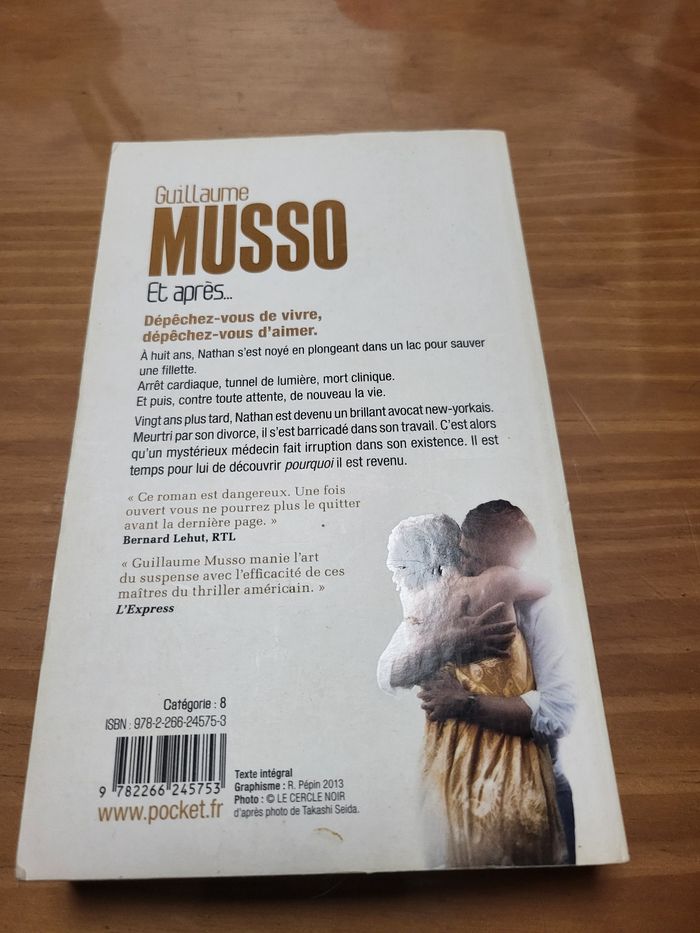 Guillaume
MUSSO
Et après...
Dépêchez-vous de vivre,
dépêchez-vous d'aimer.
À huit ans, Nathan s'est noyé en plongeant dans un lac pour sauver
une fillette.
Arrêt cardiaque, tunnel de lumière, mort clinique.
Et puis, contre toute attente, de nouveau la vie.
Vingt ans plus tard, Nathan est devenu un brillant avocat new-yorkais.
Meurtri par son divorce, il s'est barricadé dans son travail. C'est alors
qu'un mystérieux médecin fait irruption dans son existence. Il est
temps pour lui de découvrir pourquoi il est revenu.
« Ce roman est dangereux. Une fois
ouvert vous ne pourrez plus le quitter
avant la dernière page. »
Bernard Lehut, RTL
« Guillaume Musso manie l'art
du suspense avec l'efficacité de ces
maîtres du thriller américain. »
L'Express
Catégorie : 8
ISBN : 978-2-266-24575-3
9 782266 245753
www.pocket.fr
Texte intégral
Graphisme : R. Pépin 2013
Photo : © LE CERCLE NOIR
d'après photo de Takashi Seida.